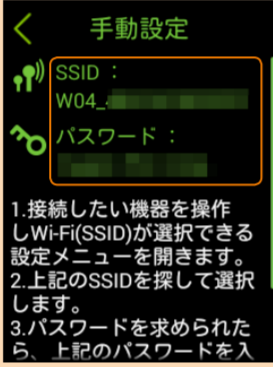 手動設定
SSID :
W04_
パスワード :
1.接続したい機器を操作
しWi-Fi(SSID)が選択できる
設定メニューを開きます。
2.上記のSSIDを探して選択
します。
3.パスワードを求められた
ら、上記のパスワードを入